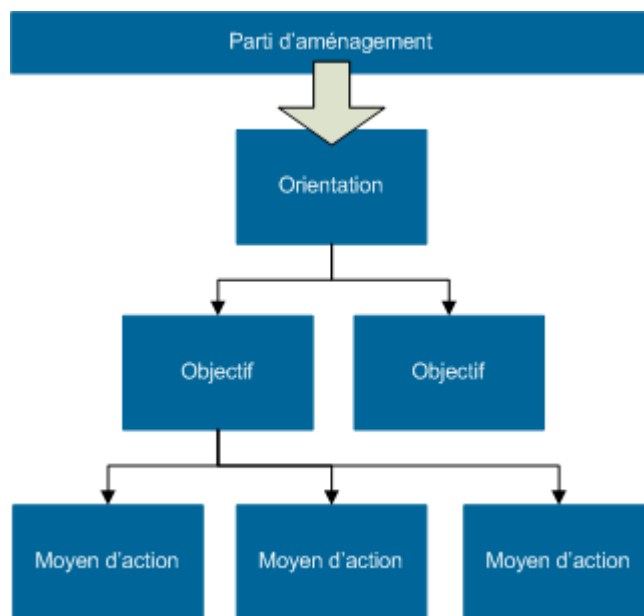 Parti d'aménagement
Orientation
Objectif
Objectif
Moyen d'action
Moyen d'action
Moyen d'action